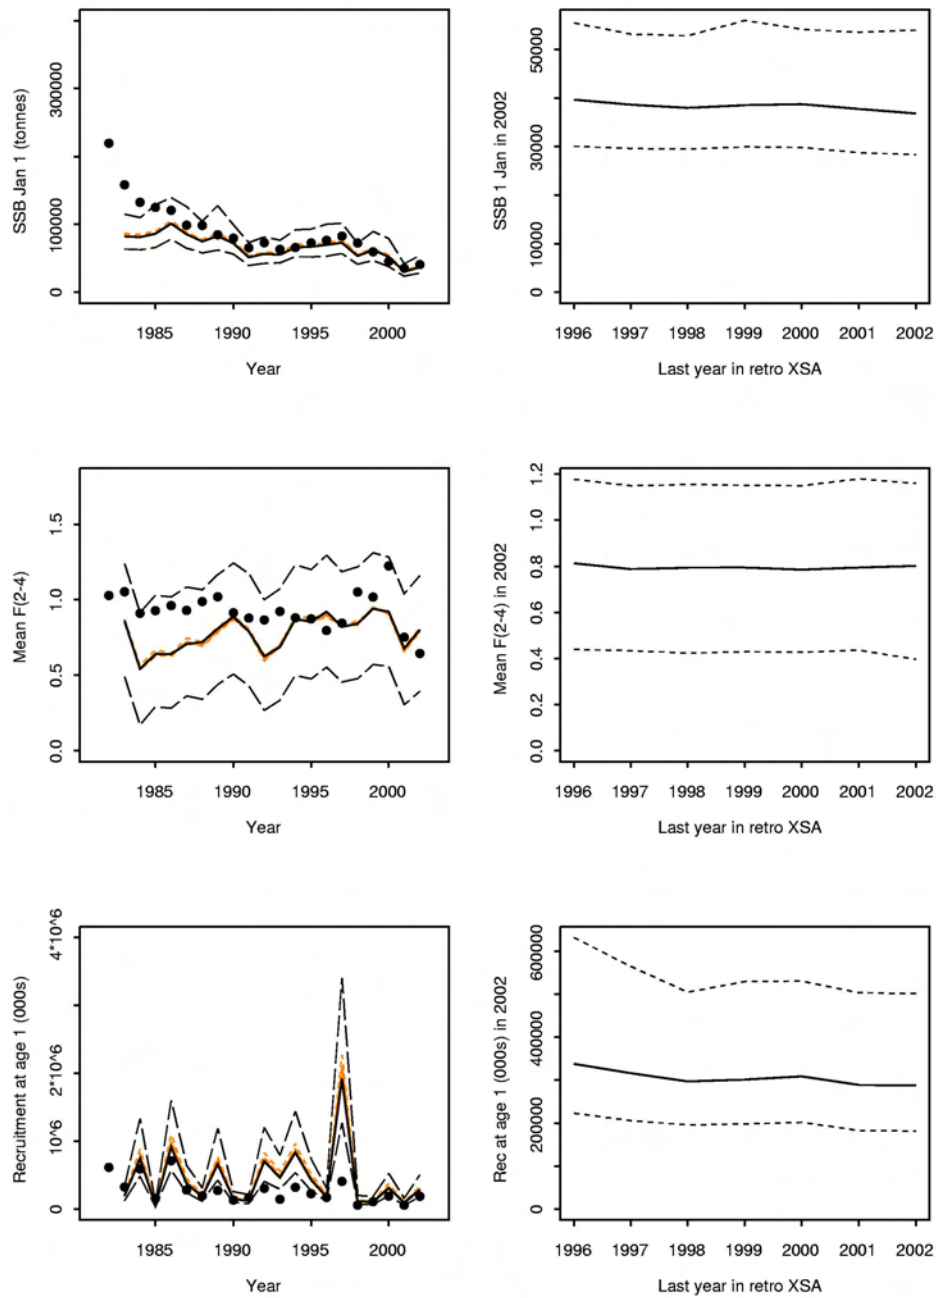 SSB Jan 1 (tonnes)
0 100000 300000
1985 1990 1995 2000
Year
SSB 1 Jan in 2002
0 10000 30000 50000
1996 1997 1998 1999 2000 2001 2002
Last year in retro XSA
Mean F(2-4)
0.0 0.5 1.0 1.5
1985 1990 1995 2000
Year
Mean F(2-4) in 2002
0.0 0.2 0.4 0.6 0.8 1.0 1.2
1996 1997 1998 1999 2000 2001 2002
Last year in retro XSA
Recruitment at age 1 (000s)
0 10^6 2*10^6 4*10^6
1985 1990 1995 2000
Year
Rec at age 1 (000s) in 2002
0 200000 400000 600000
1996 1997 1998 1999 2000 2001 2002
Last year in retro XSA